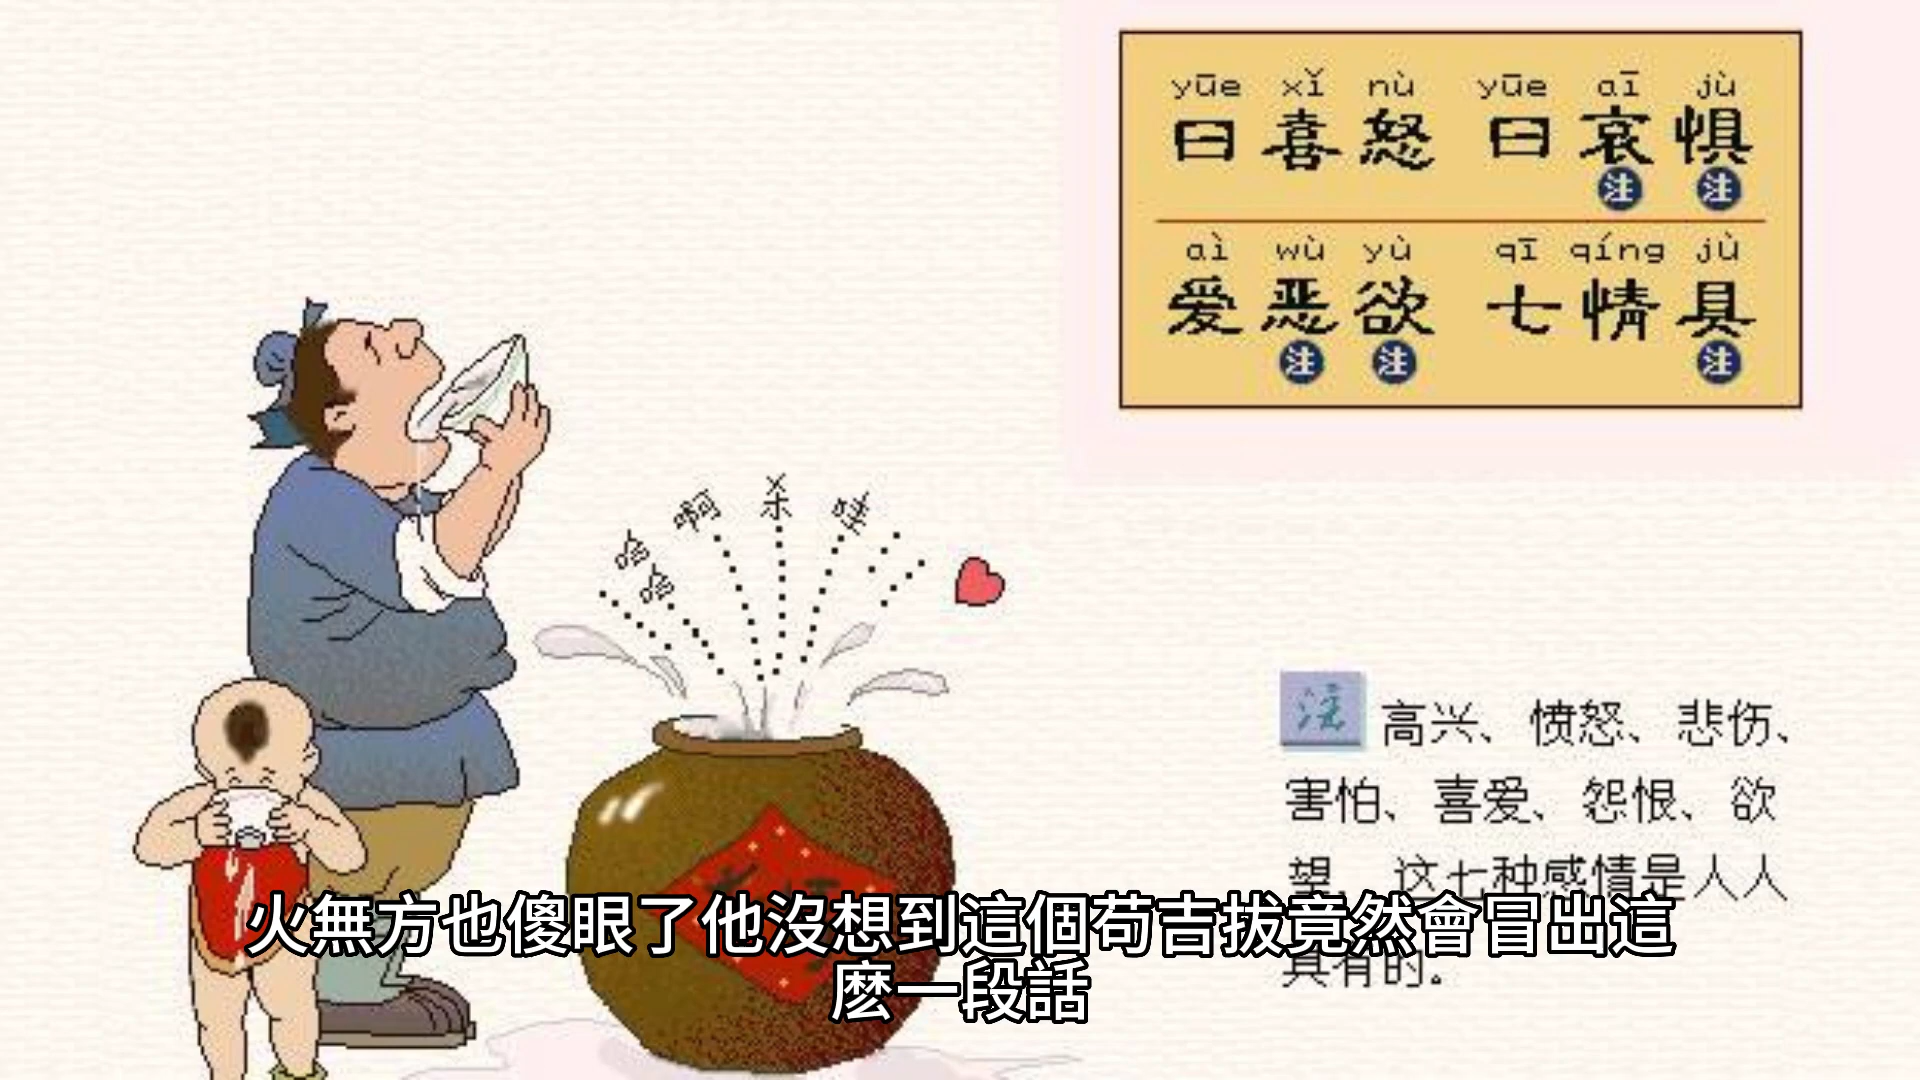 yūe xǐ nù yūe aī jù
曰喜怒 曰哀惧
注 注
aì wù yù qī qíng jù
爱恶欲 七情具
注 注 注
哈 啊 杀 哇
哈
注 高兴、愤怒、悲伤、
害怕、喜爱、怨恨、欲
望，这七种感情是人人
具有的。
火無方也傻眼了他沒想到這個苟吉拔竟然會冒出這
麽一段話